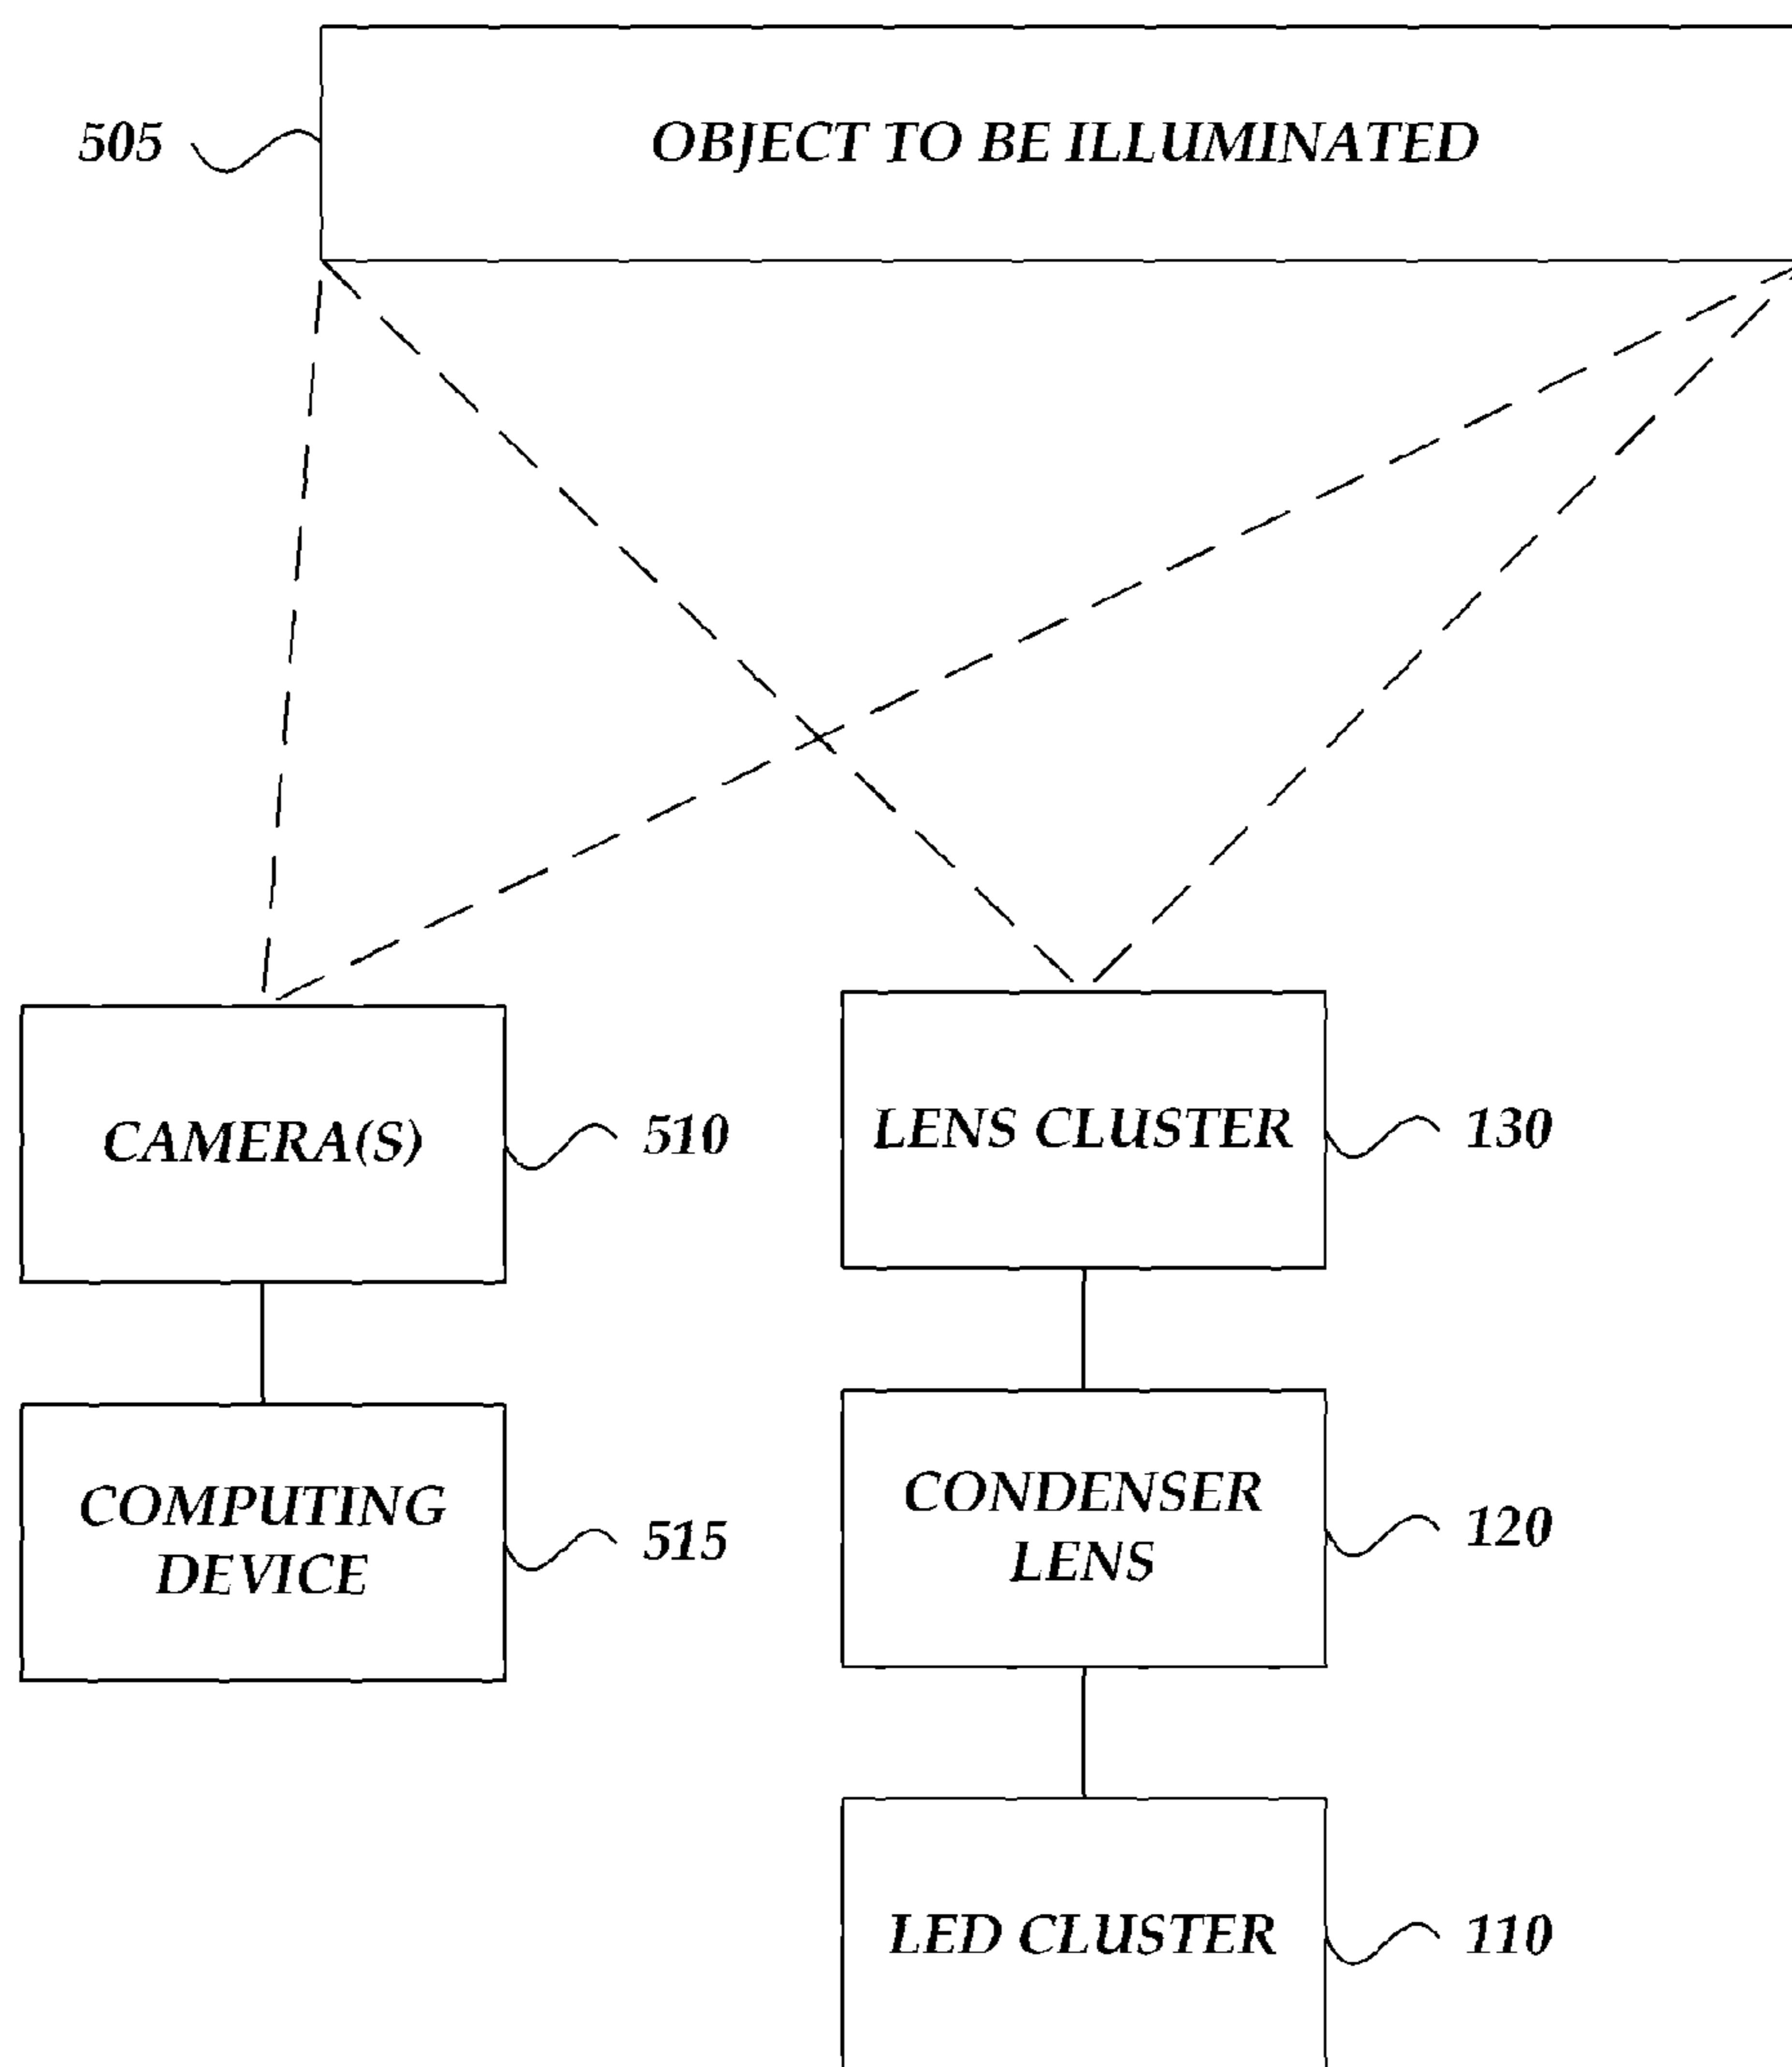 505
OBJECT TO BE ILLUMINATED
CAMERA(S)
510
LENS CLUSTER
130
COMPUTING
DEVICE
515
CONDENSER
LENS
120
LED CLUSTER
110